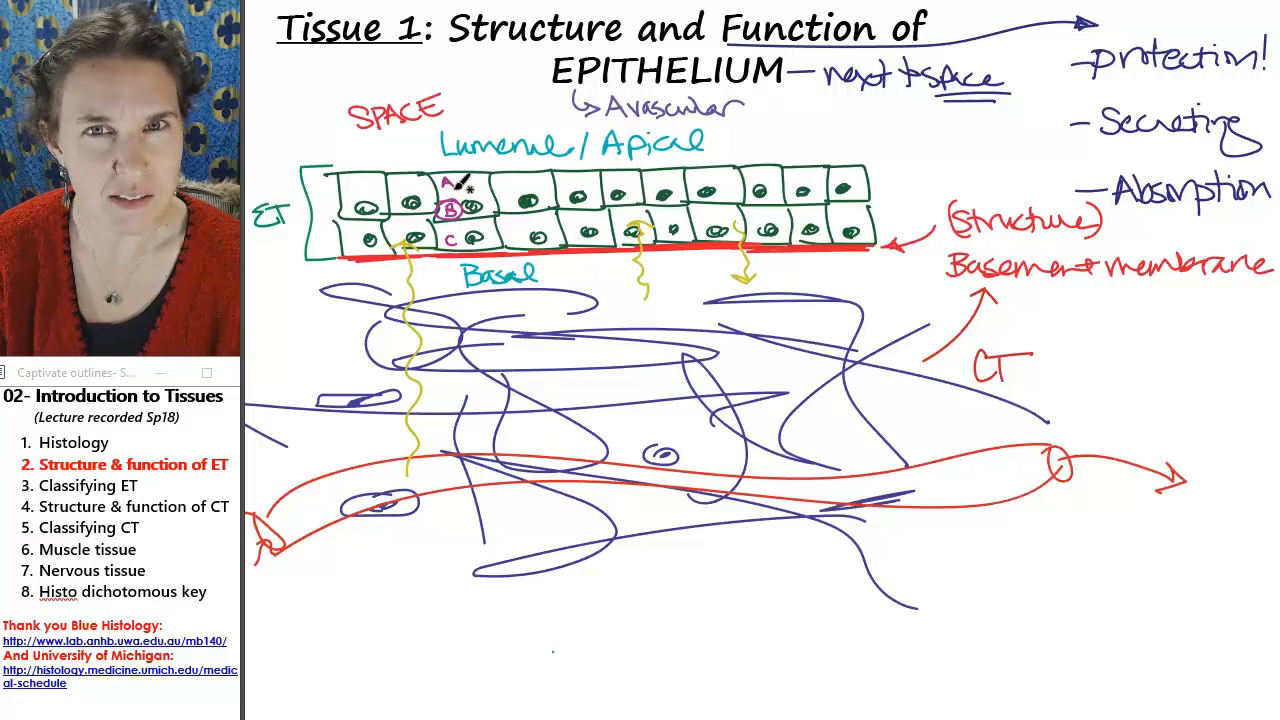 Tissue 1: Structure and Function of
EPITHELIUM – next to space
↳ Avascular
- protection!
- Secreting
- Absorption
SPACE
Lumenal / Apical
ET
A
B
C
Basal
(structure)
Basement membrane
CT
Captivate outlines- S...
02- Introduction to Tissues
(Lecture recorded Sp18)
1. Histology
2. Structure & function of ET
3. Classifying ET
4. Structure & function of CT
5. Classifying CT
6. Muscle tissue
7. Nervous tissue
8. Histo dichotomous key
Thank you Blue Histology:
http://www.lab.anhb.uwa.edu.au/mb140/
And University of Michigan:
http://histology.medicine.umich.edu/medic
al-schedule